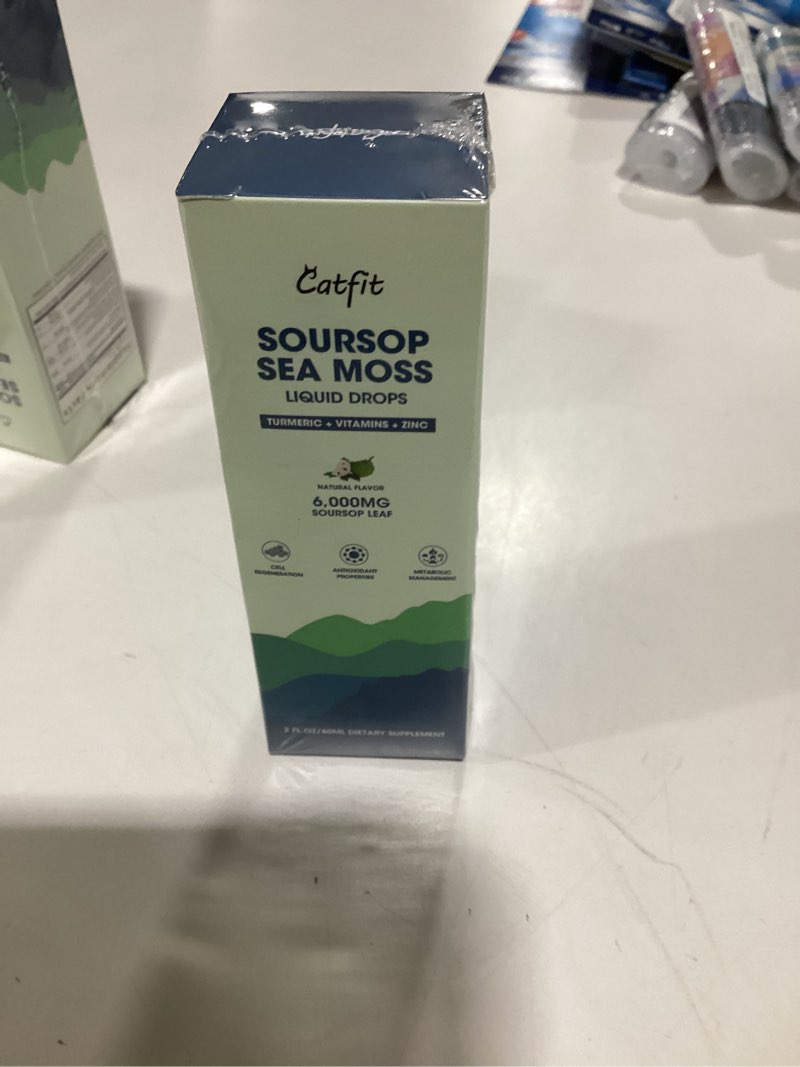 Catfit
SOURSOP
SEA MOSS
LIQUID DROPS
TURMERIC + VITAMINS + ZINC
NATURAL FLAVOR
6,000MG
SOURSOP LEAF
CELL
REGENERATION
ANTIOXIDANT
PROPERTIES
METABOLIC
MANAGEMENT
2 FL OZ/60ML DIETARY SUPPLEMENT